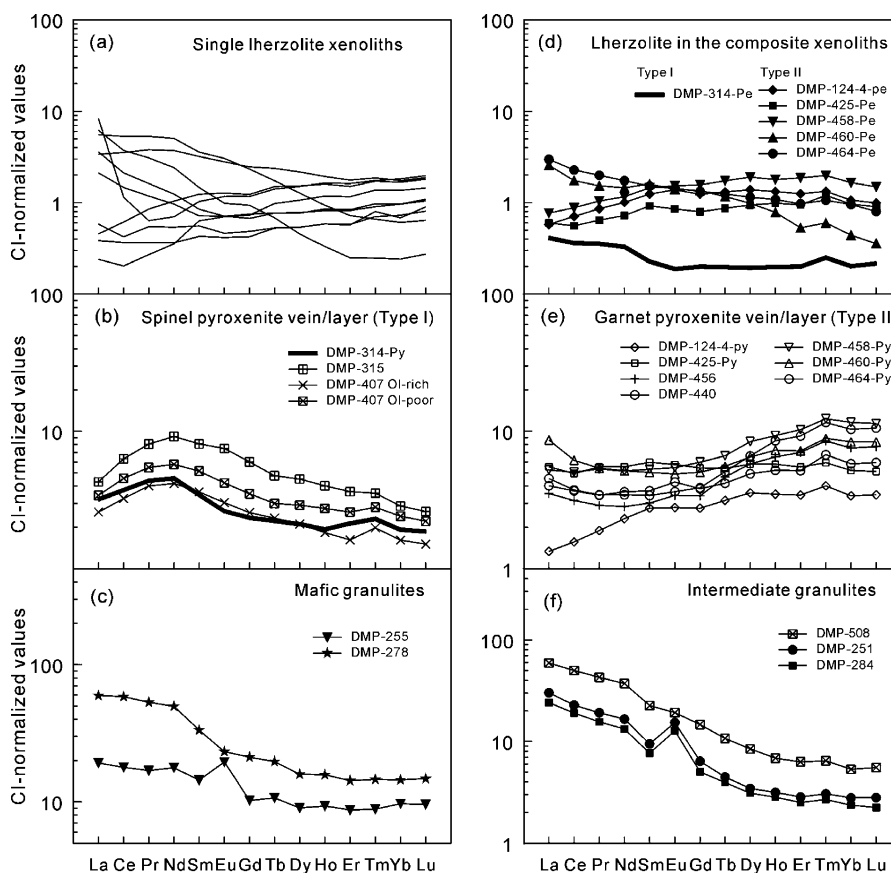 (a)
Single lherzolite xenoliths
CI-normalized values
100
10
1
100
(d)
Lherzolite in the composite xenoliths
Type I
DMP-314-Pe
Type II
DMP-124-4-pe
DMP-425-Pe
DMP-458-Pe
DMP-460-Pe
DMP-464-Pe
100
10
1
100
(b)
Spinel pyroxenite vein/layer (Type I)
DMP-314-Py
DMP-315
DMP-407 Ol-rich
DMP-407 Ol-poor
CI-normalized values
10
(e)
Garnet pyroxenite vein/layer (Type II)
DMP-124-4-py
DMP-425-Py
DMP-456
DMP-440
DMP-458-Py
DMP-460-Py
DMP-464-Py
10
1
(c)
Mafic granulites
DMP-255
DMP-278
CI-normalized values
100
10
La Ce Pr Nd Sm Eu Gd Tb Dy Ho Er Tm Yb Lu
(f)
Intermediate granulites
DMP-508
DMP-251
DMP-284
100
10
1
La Ce Pr Nd Sm Eu Gd Tb Dy Ho Er Tm Yb Lu